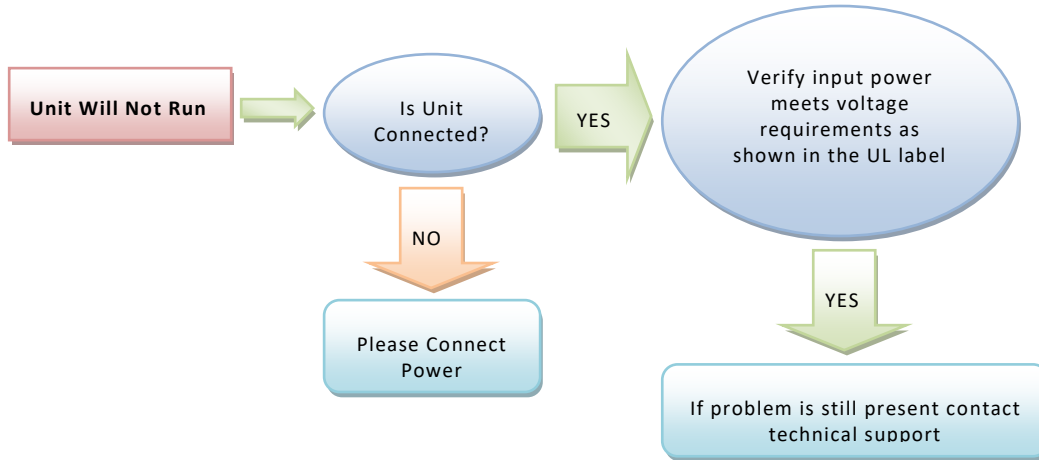 Unit Will Not Run
Is Unit
Connected?
YES
Verify input power
meets voltage
requirements as
shown in the UL label
NO
YES
Please Connect
Power
If problem is still present contact
technical support